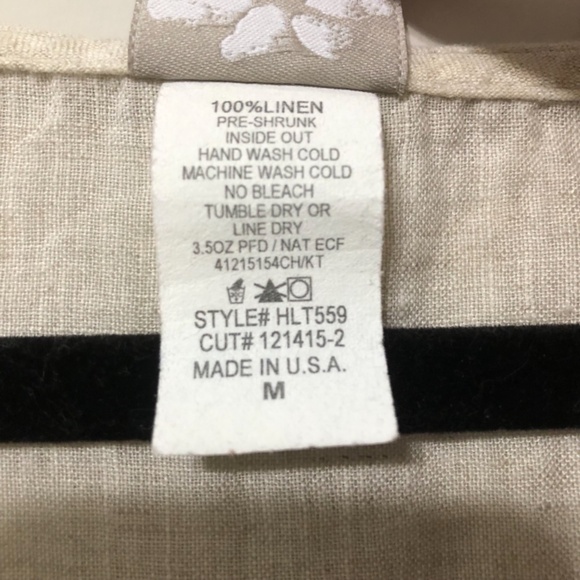 100%LINEN
PRE-SHRUNK
INSIDE OUT
HAND WASH COLD
MACHINE WASH COLD
NO BLEACH
TUMBLE DRY OR
LINE DRY
3.5OZ PFD / NAT ECF
41215154CH/KT
STYLE# HLT559
CUT# 121415-2
MADE IN U.S.A.
M